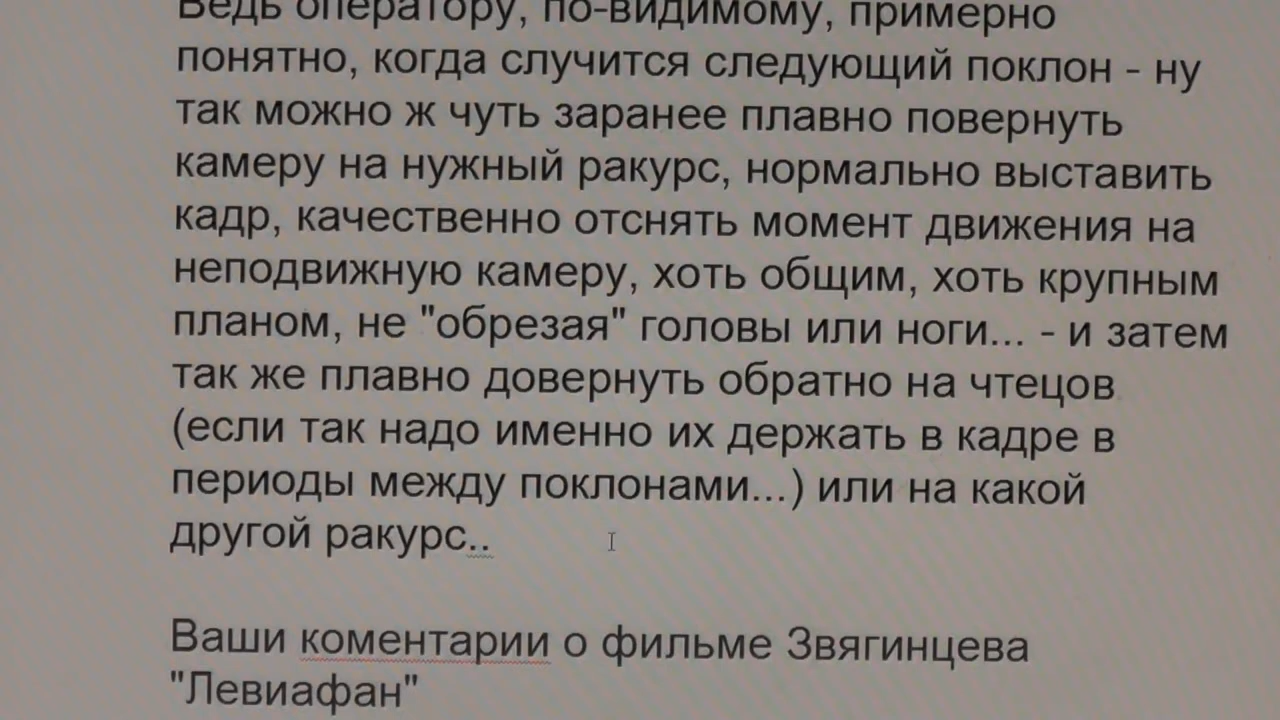 Ведь оператору, по-видимому, примерно
понятно, когда случится следующий поклон - ну
так можно ж чуть заранее плавно повернуть
камеру на нужный ракурс, нормально выставить
кадр, качественно отснять момент движения на
неподвижную камеру, хоть общим, хоть крупным
планом, не "обрезая" головы или ноги... - и затем
так же плавно довернуть обратно на чтецов
(если так надо именно их держать в кадре в
периоды между поклонами...) или на какой
другой ракурс..
Ваши коментарии о фильме Звягинцева
"Левиафан"